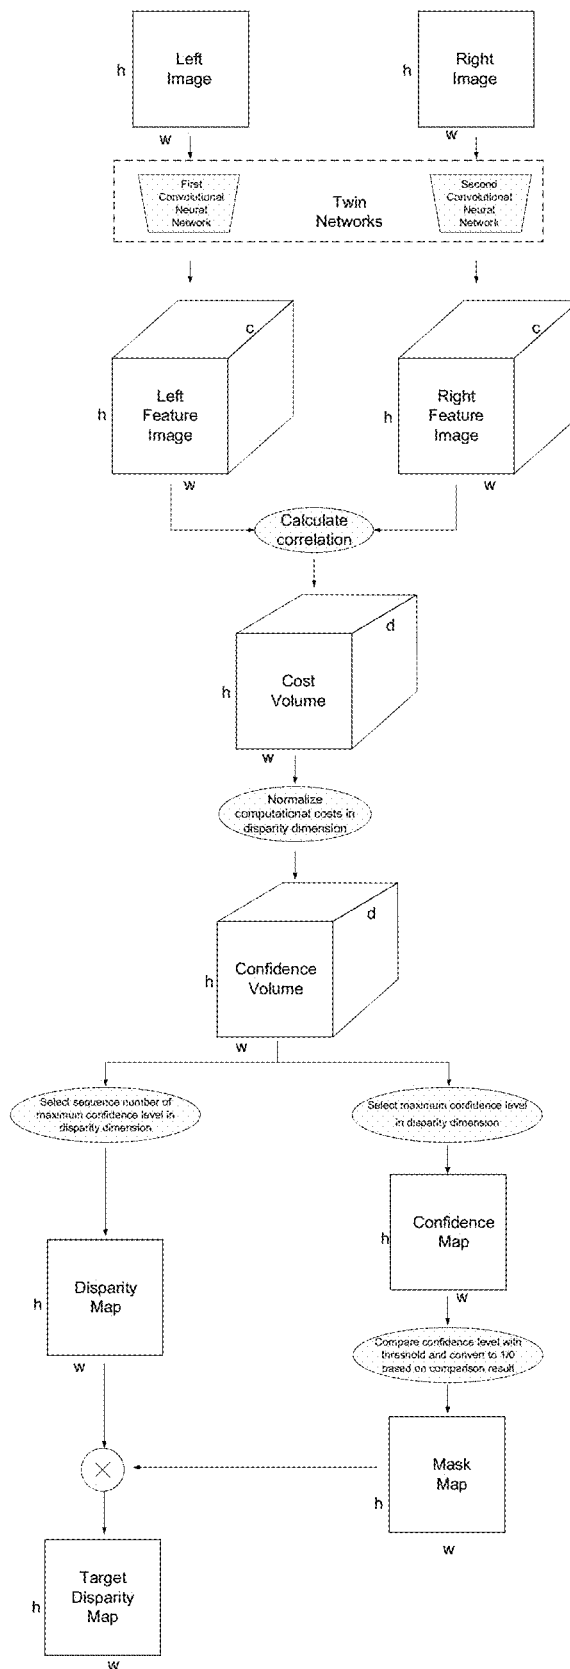 Left
Image
h
w
Right
Image
h
w
First
Convolutional
Neural
Network
Twin
Networks
Second
Convolutional
Neural
Network
c
Left
Feature
Image
h
w
c
Right
Feature
Image
h
w
Calculate
correlation
d
Cost
Volume
h
w
Normalize
computational costs in
disparity dimension
d
Confidence
Volume
h
w
Select sequence number of
maximum confidence level in
disparity dimension
Select maximum confidence level
in disparity dimension
Confidence
Map
h
w
Disparity
Map
h
w
Compare confidence level with
threshold and convert to 1/0
based on comparison result
Mask
Map
h
w
Target
Disparity
Map
h
w